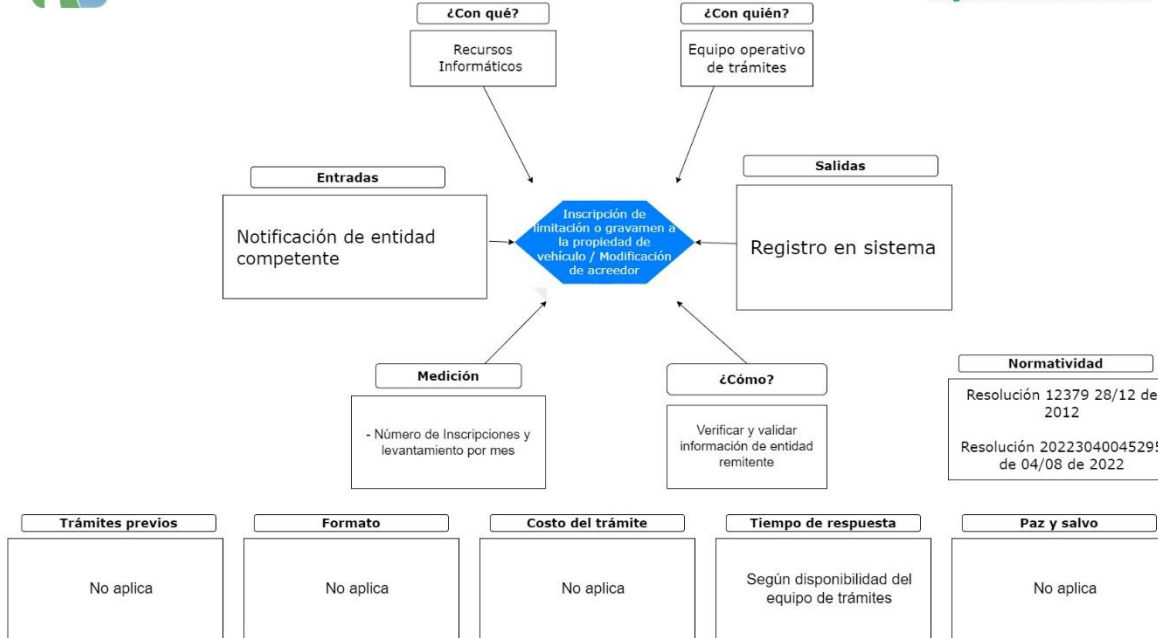 ¿Con qué?
¿Con quién?
Recursos
Informáticos
Equipo operativo
de trámites
Entradas
Salidas
Notificación de entidad
competente
Inscripción de
limitación o gravamen a
la propiedad de
vehículo / Modificación
de acreedor
Registro en sistema
Medición
¿Cómo?
Normatividad
- Número de Inscripciones y
levantamiento por mes
Verificar y validar
información de entidad
remitente
Resolución 12379 28/12 de
2012
Resolución 20223040045295
de 04/08 de 2022
Trámites previos
Formato
Costo del trámite
Tiempo de respuesta
Paz y salvo
No aplica
No aplica
No aplica
Según disponibilidad del
equipo de trámites
No aplica